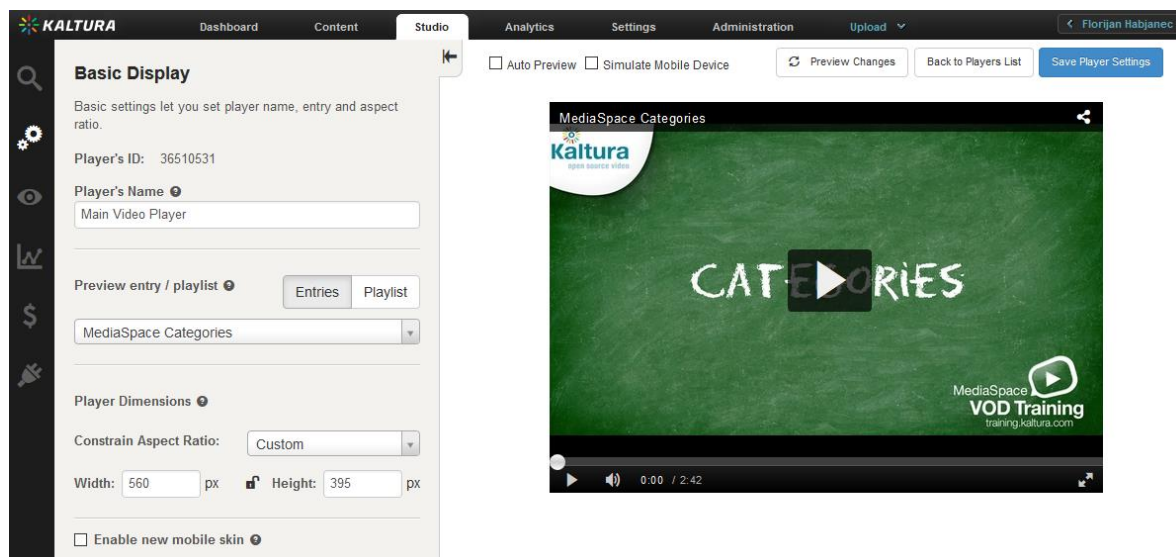 KALTURA Dashboard Content Studio Analytics Settings Administration Upload Florijan Habjanec
Auto Preview Simulate Mobile Device Preview Changes Back to Players List Save Player Settings
Basic Display
Basic settings let you set player name, entry and aspect
ratio.
Player's ID: 36510531
Player's Name
Main Video Player
Preview entry / playlist Entries Playlist
MediaSpace Categories
Player Dimensions
Constrain Aspect Ratio: Custom
Width: 560 px Height: 395 px
Enable new mobile skin
MediaSpace Categories
Kaltura
open source video
CATEGORIES
MediaSpace
VOD Training
training.kaltura.com
0:00 / 2:42